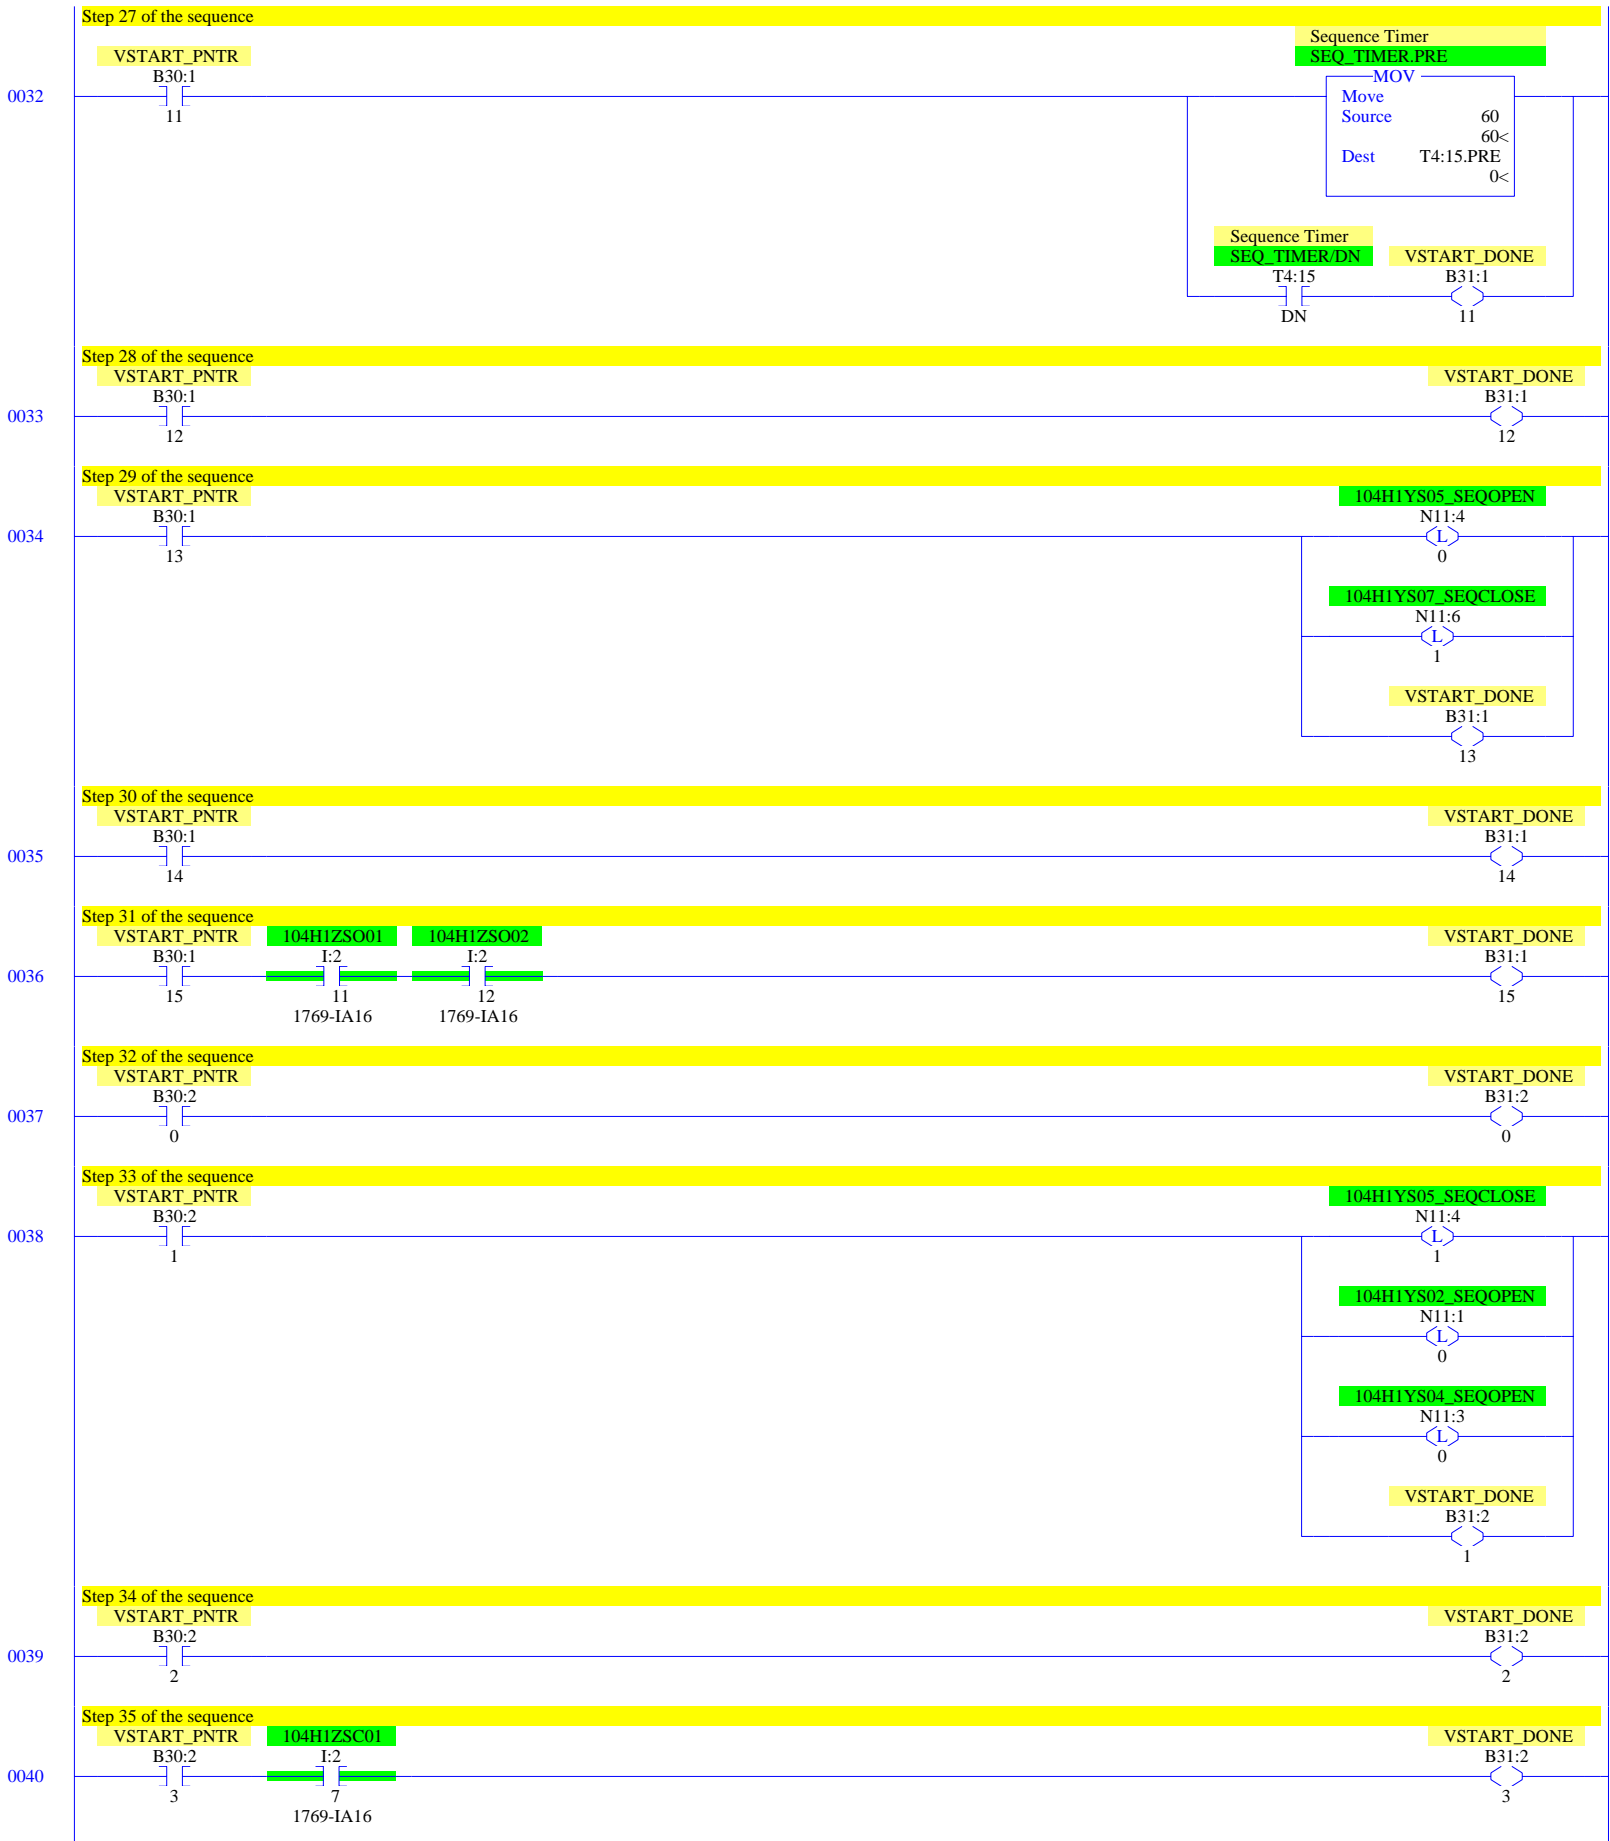 Step 27 of the sequence
Sequence Timer
VSTART_PNTR
SEQ_TIMER.PRE
B30:1
MOV
0032
Move
11
Source 60
60<
Dest T4:15.PRE
0<
Sequence Timer
SEQ_TIMER/DN VSTART_DONE
T4:15 B31:1
DN 11
Step 28 of the sequence
VSTART_PNTR VSTART_DONE
B30:1 B31:1
0033
12 12
Step 29 of the sequence
VSTART_PNTR 104H1YS05_SEQOPEN
B30:1 N11:4
0034 L
13 0
104H1YS07_SEQCLOSE
N11:6
L
1
VSTART_DONE
B31:1
13
Step 30 of the sequence
VSTART_PNTR VSTART_DONE
B30:1 B31:1
0035
14 14
Step 31 of the sequence
VSTART_PNTR 104H1ZSO01 104H1ZSO02 VSTART_DONE
B30:1 I:2 I:2 B31:1
0036
15 11 12 15
1769-IA16 1769-IA16
Step 32 of the sequence
VSTART_PNTR VSTART_DONE
B30:2 B31:2
0037
0 0
Step 33 of the sequence
VSTART_PNTR 104H1YS05_SEQCLOSE
B30:2 N11:4
0038 L
1 1
104H1YS02_SEQOPEN
N11:1
L
0
104H1YS04_SEQOPEN
N11:3
L
0
VSTART_DONE
B31:2
1
Step 34 of the sequence
VSTART_PNTR VSTART_DONE
B30:2 B31:2
0039
2 2
Step 35 of the sequence
VSTART_PNTR 104H1ZSC01 VSTART_DONE
B30:2 I:2 B31:2
0040
3 7 3
1769-IA16